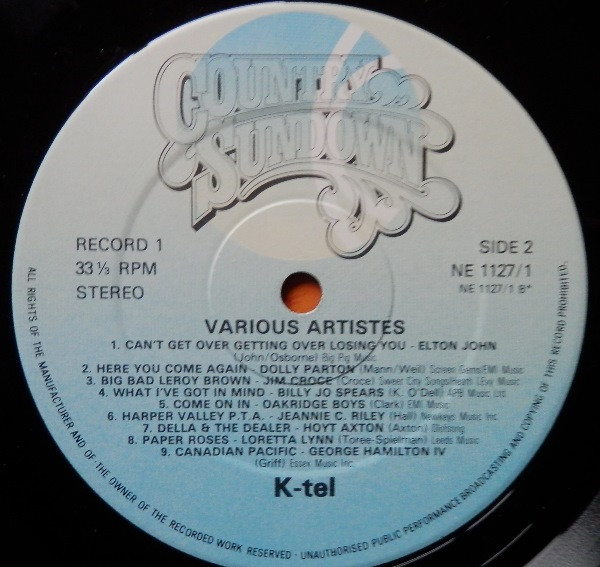 COUNTRY
SUNDOWN
RECORD 1
33⅓ RPM
STEREO
SIDE 2
NE 1127/1
NE 1127/1 B*
VARIOUS ARTISTES
1. CAN'T GET OVER GETTING OVER LOSING YOU - ELTON JOHN
(John/Osborne) Big Pig Music
2. HERE YOU COME AGAIN - DOLLY PARTON (Mann/Weil) Screen Gems/EMI Music
3. BIG BAD LEROY BROWN - JIM CROCE (Croce) Sweet City Songs/Heath LEvy Music
4. WHAT I'VE GOT IN MIND - BILLY JO SPEARS (K. O'Dell) APB Music Ltd
5. COME ON IN - OAKRIDGE BOYS (Clark) EMI Music
6. HARPER VALLEY P.T.A. - JEANNIE C. RILEY (Hall) Newkeys Music Inc.
7. DELLA & THE DEALER - HOYT AXTON (Axton) Ditsong
8. PAPER ROSES - LORETTA LYNN (Toree-Spielman) Leeds Music
9. CANADIAN PACIFIC - GEORGE HAMILTON IV
(Griff) Essex Music Inc
K-tel
ALL RIGHTS OF THE MANUFACTURER AND OF THE OWNER OF THE RECORDED WORK RESERVED - UNAUTHORISED PUBLIC PERFORMANCE BROADCASTING AND COPYING OF THIS RECORD PROHIBITED.